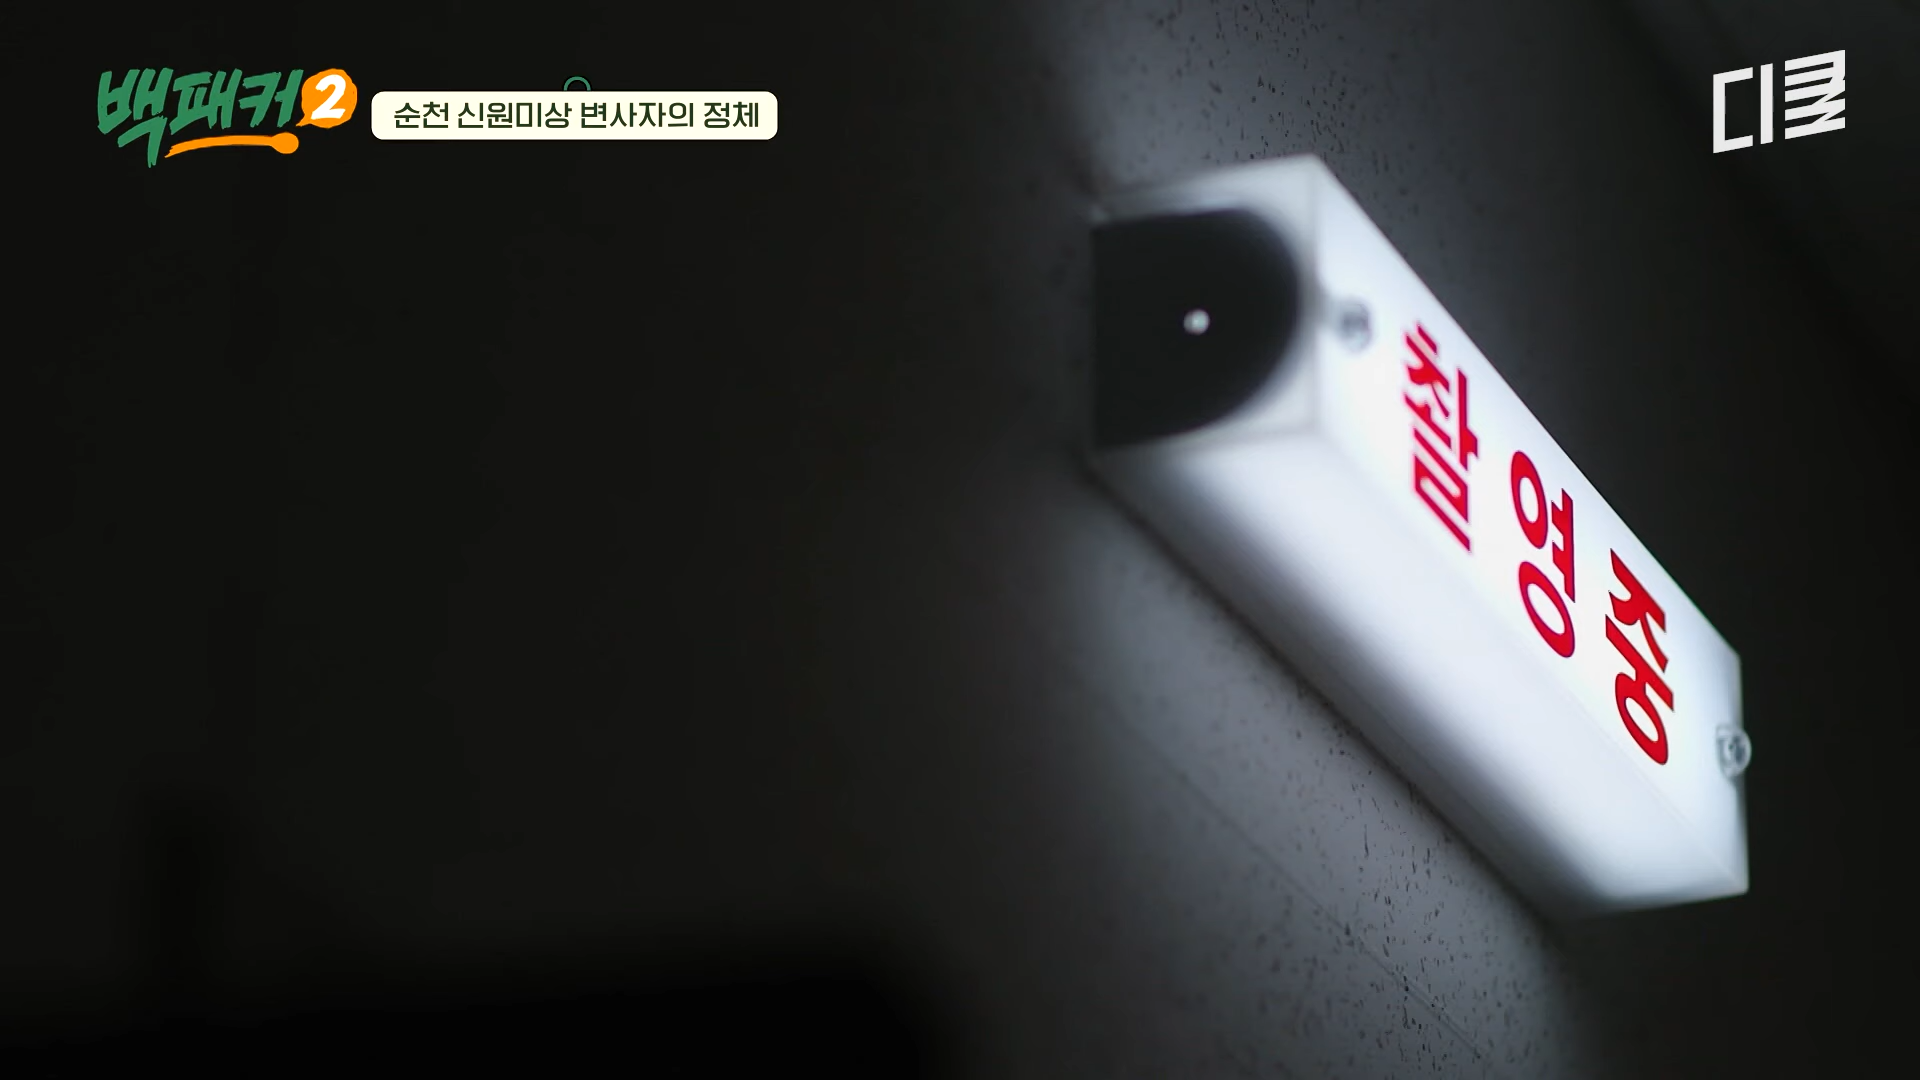 백패커2 순천 신원미상 변사자의 정체
디클
촬영중